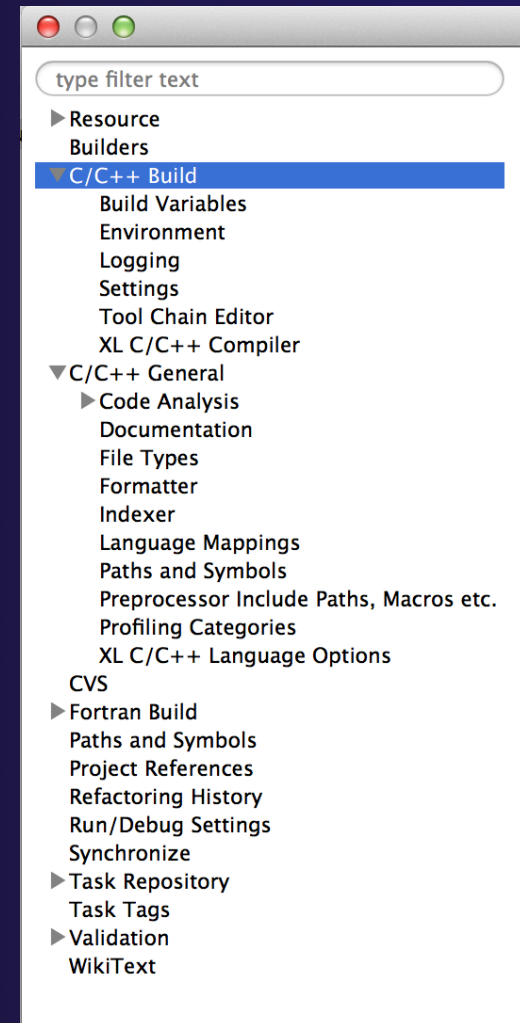 type filter text
Resource
Builders
C/C++ Build
Build Variables
Environment
Logging
Settings
Tool Chain Editor
XL C/C++ Compiler
C/C++ General
Code Analysis
Documentation
File Types
Formatter
Indexer
Language Mappings
Paths and Symbols
Preprocessor Include Paths, Macros etc.
Profiling Categories
XL C/C++ Language Options
CVS
Fortran Build
Paths and Symbols
Project References
Refactoring History
Run/Debug Settings
Synchronize
Task Repository
Task Tags
Validation
WikiText